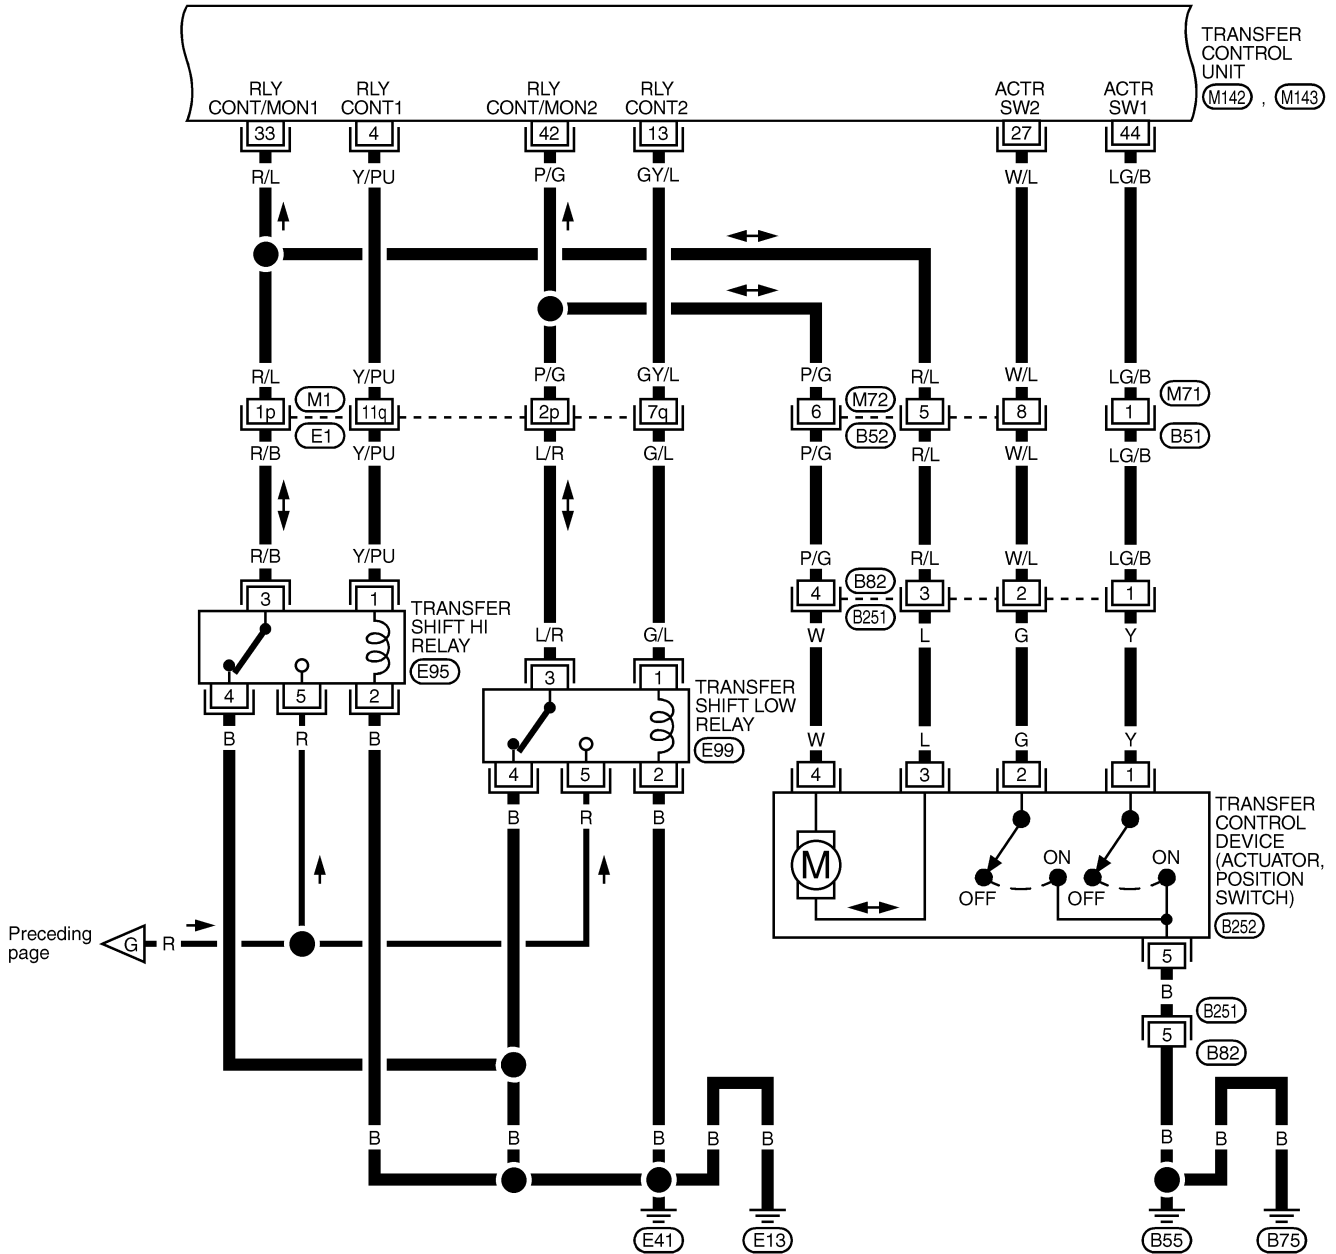 TRANSFER
CONTROL
UNIT
M142 , M143
RLY RLY RLY RLY ACTR ACTR
CONT/MON1 CONT1 CONT/MON2 CONT2 SW2 SW1
33 4 42 13 27 44
R/L Y/PU P/G GY/L W/L LG/B
R/L Y/PU P/G GY/L P/G R/L W/L LG/B
M1 M72 M71
1p 11q 2p 7q 6 5 8 1
E1 B52 B51
R/B Y/PU L/R G/L P/G R/L W/L LG/B
R/B Y/PU P/G R/L W/L LG/B
B82
3 1 4 3 2 1
B251
TRANSFER
SHIFT HI
RELAY
E95
L/R G/L W L G Y
4 5 2 3 1
TRANSFER
SHIFT LOW
RELAY
E99
B R B W L G Y
4 5 2 4 3 2 1
B R B
TRANSFER
CONTROL
DEVICE
(ACTUATOR,
POSITION
SWITCH)
B252
M ON ON
OFF OFF
Preceding
page
G R
5
B
B251
5
B82
B B B B B B B B
E41 E13 B55 B75